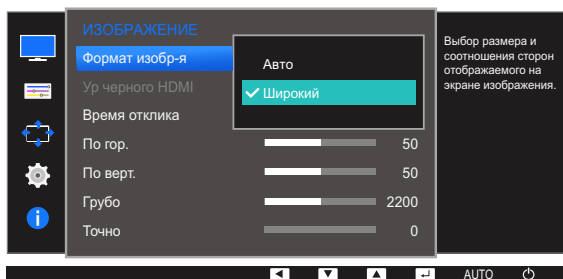 ИЗОБРАЖЕНИЕ
Формат изобр-я
Авто
Широкий
Ур черного HDMI
Время отклика
По гор. 50
По верт. 50
Грубо 2200
Точно 0
Выбор размера и
соотношения сторон
отображаемого на
экране изображения.
AUTO